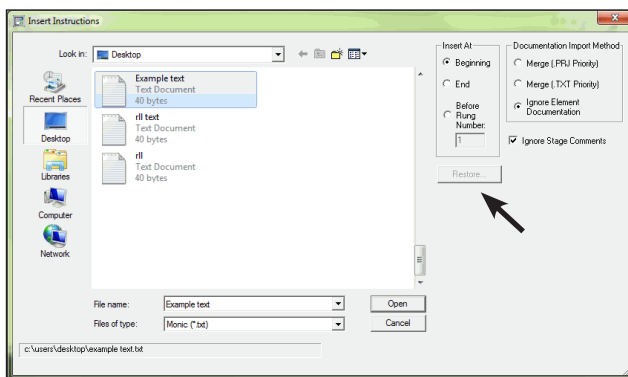 Insert Instructions
Look in:
Desktop
Recent Places
Desktop
Libraries
Computer
Network
Example text
Text Document
40 bytes
rll text
Text Document
40 bytes
rll
Text Document
40 bytes
File name:
Example text
Open
Files of type:
Monic (*.txt)
Cancel
c:\users\desktop\example text.txt
Insert At
Beginning
End
Before
Rung
Number:
1
Documentation Import Method
Merge (.PRJ Priority)
Merge (.TXT Priority)
Ignore Element
Documentation
Ignore Stage Comments
Restore...